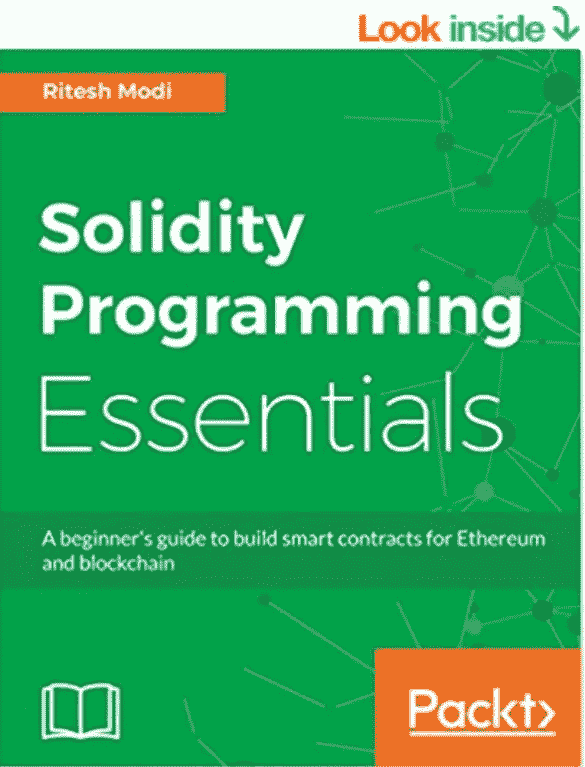 Look inside
Ritesh Modi
Solidity
Programming
Essentials
A beginner's guide to build smart contracts for Ethereum
and blockchain
Packt>